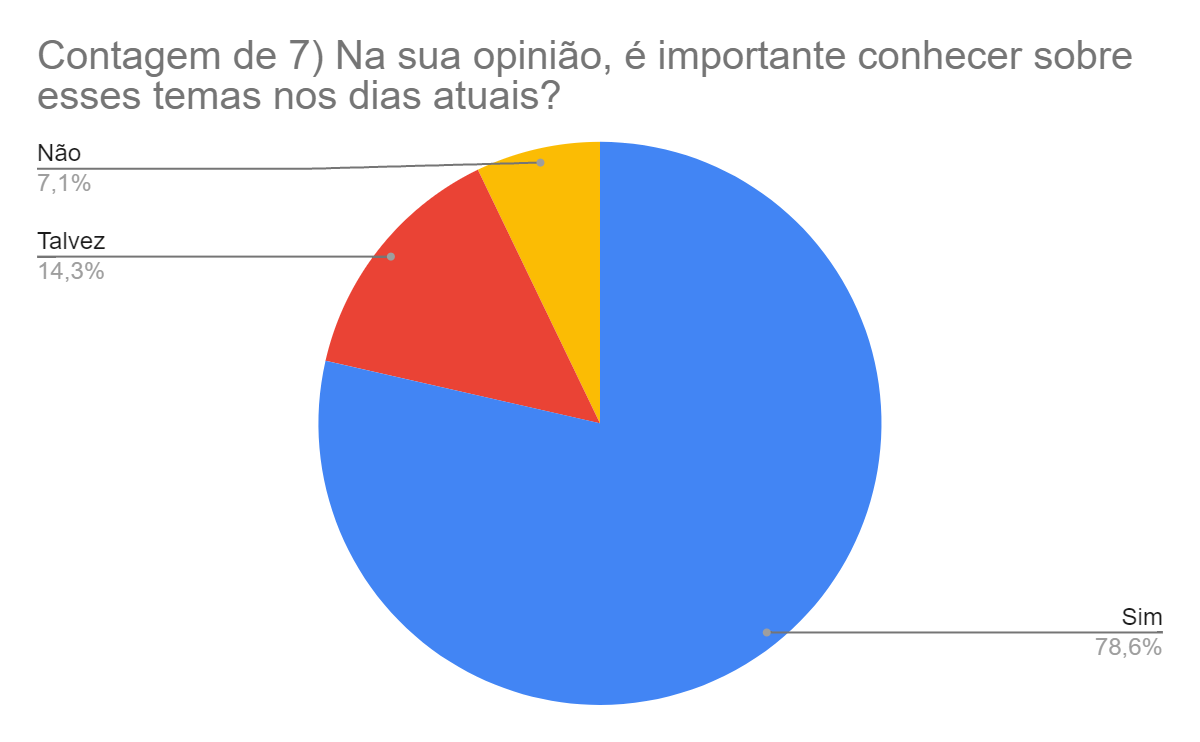 Contagem de 7) Na sua opinião, é importante conhecer sobre
esses temas nos dias atuais?
Não
7,1%
Talvez
14,3%
Sim
78,6%